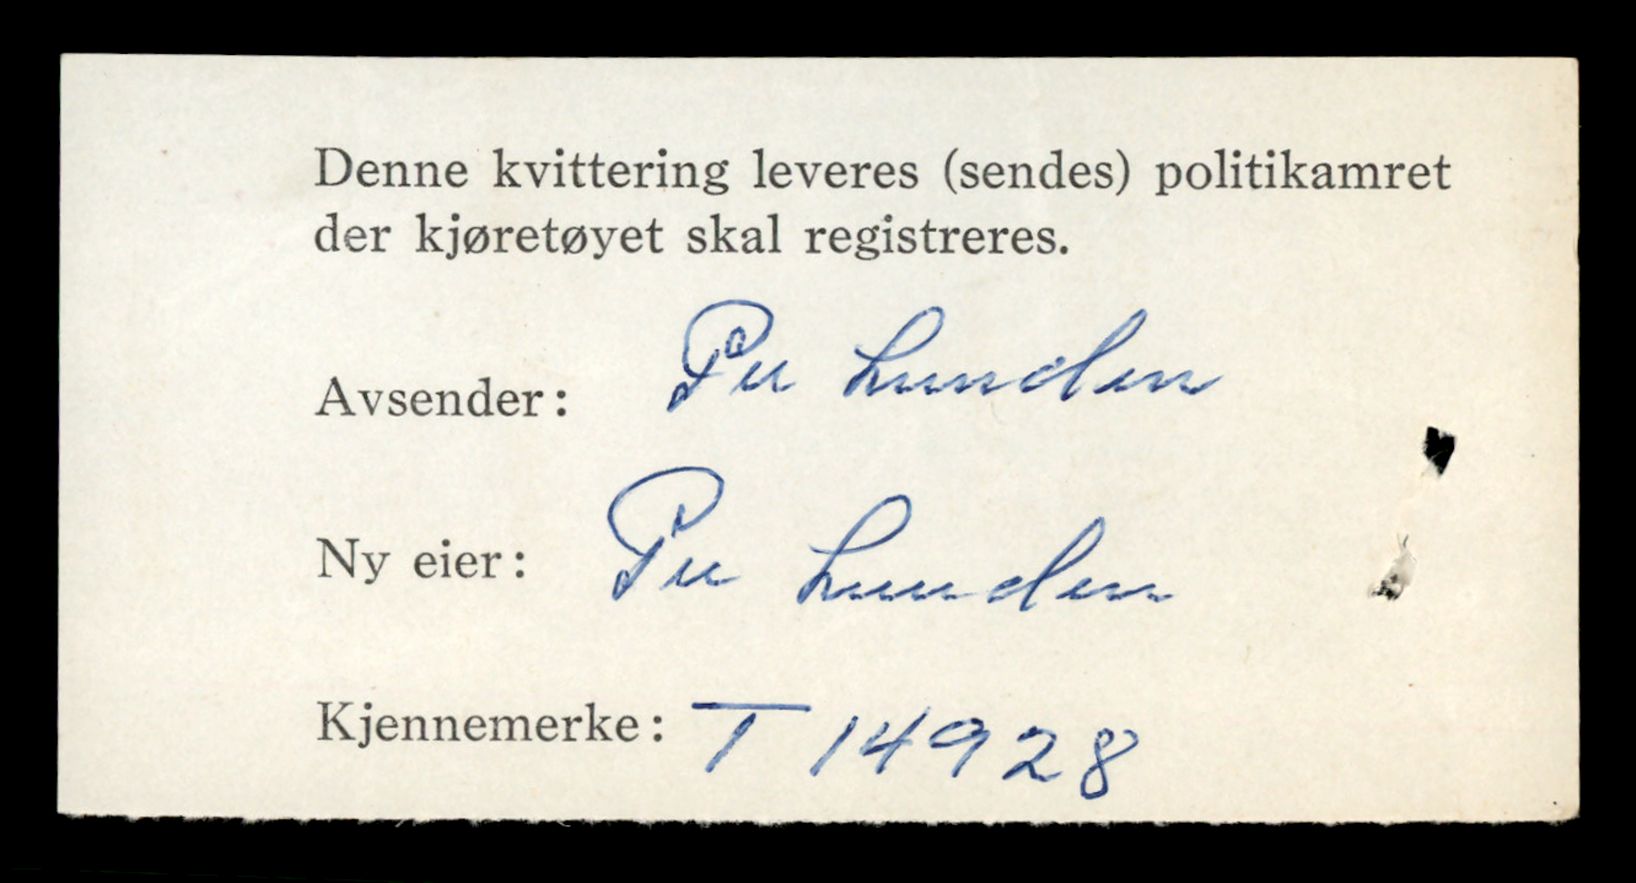 Denne kvittering leveres (sendes) politikamret
der kjøretøyet skal registreres.
Avsender: Per Lunden
Ny eier: Per Lunden
Kjennemerke: T 14928